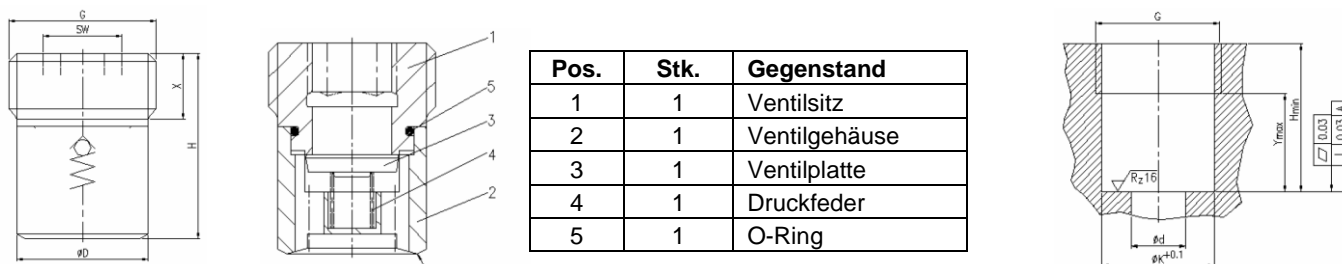 G
SW
X
H
øD
1
5
3
4
2
Pos. Stk. Gegenstand
1 1 Ventilsitz
2 1 Ventilgehäuse
3 1 Ventilplatte
4 1 Druckfeder
5 1 O-Ring
G
Ymax
Hmin
0.03
0.03 A
Rz16
ød
øK+0.1